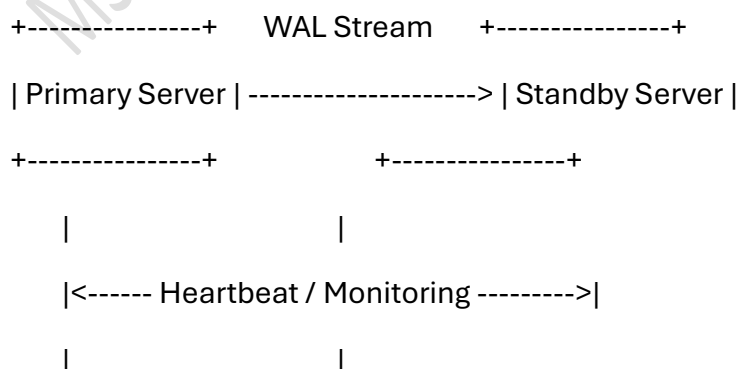 +----------------+ WAL Stream +----------------+
| Primary Server | ---------------------> | Standby Server |
+----------------+ +----------------+
| |
|<------ Heartbeat / Monitoring --------->|
| |